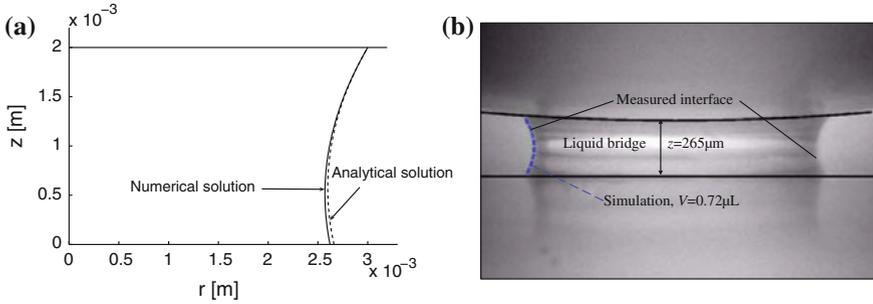 (a)
x 10⁻³
2
1.5
1
0.5
0
z [m]
Numerical solution
Analytical solution
0 0.5 1 1.5 2 2.5 3
x 10⁻³
r [m]
(b)
Measured interface
Liquid bridge z=265μm
Simulation, V=0.72μL